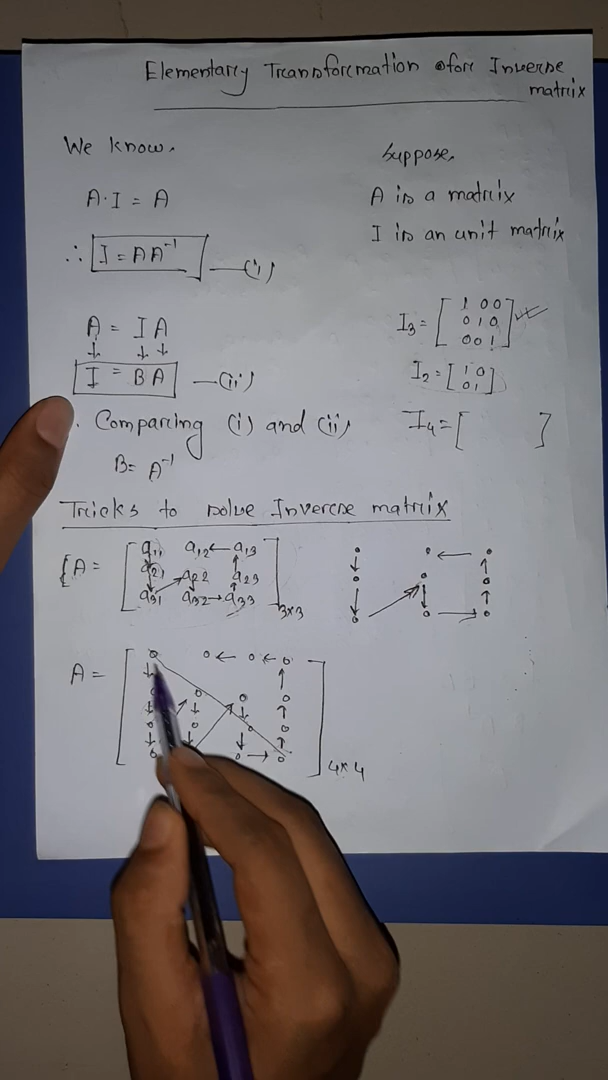 Elementary Transformation ofor Inverse
matrix
We know,
A·I = A
∴ I = AA⁻¹ —(i)
A = I A
↓ ↓ ↓
I = BA —(ii)
Suppose,
A is a matrix
I is an unit matrix
I₃ = [ 1 0 0
0 1 0
0 0 1 ]
I₂ = [ 1 0
0 1 ]
I₄ = [ ]
Comparing (i) and (ii),
B = A⁻¹
Tricks to solve Inverse matrix
{A = [ a₁₁ a₁₂ ← a₁₃
a₂₁ a₂₂ a₂₃
a₃₁ a₃₂ → a₃₃ ] 3×3
A = [ ] 4×4